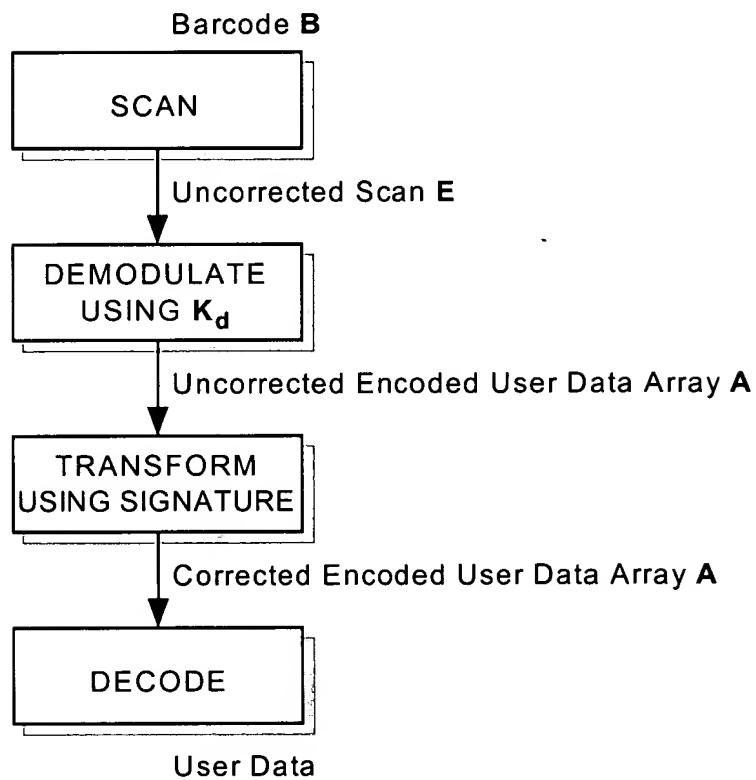 Barcode B
SCAN
Uncorrected Scan E
DEMODULATE
USING Kd
Uncorrected Encoded User Data Array A
TRANSFORM
USING SIGNATURE
Corrected Encoded User Data Array A
DECODE
User Data